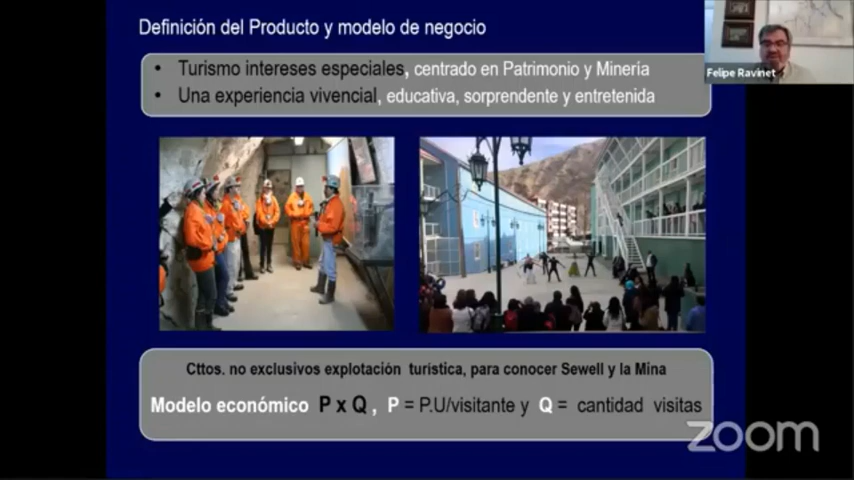 Definición del Producto y modelo de negocio
• Turismo intereses especiales, centrado en Patrimonio y Minería
• Una experiencia vivencial, educativa, sorprendente y entretenida
Felipe Ravinet
Cttos. no exclusivos explotación turística, para conocer Sewell y la Mina
Modelo económico P x Q , P = P.U/visitante y Q = cantidad visitas
zoom